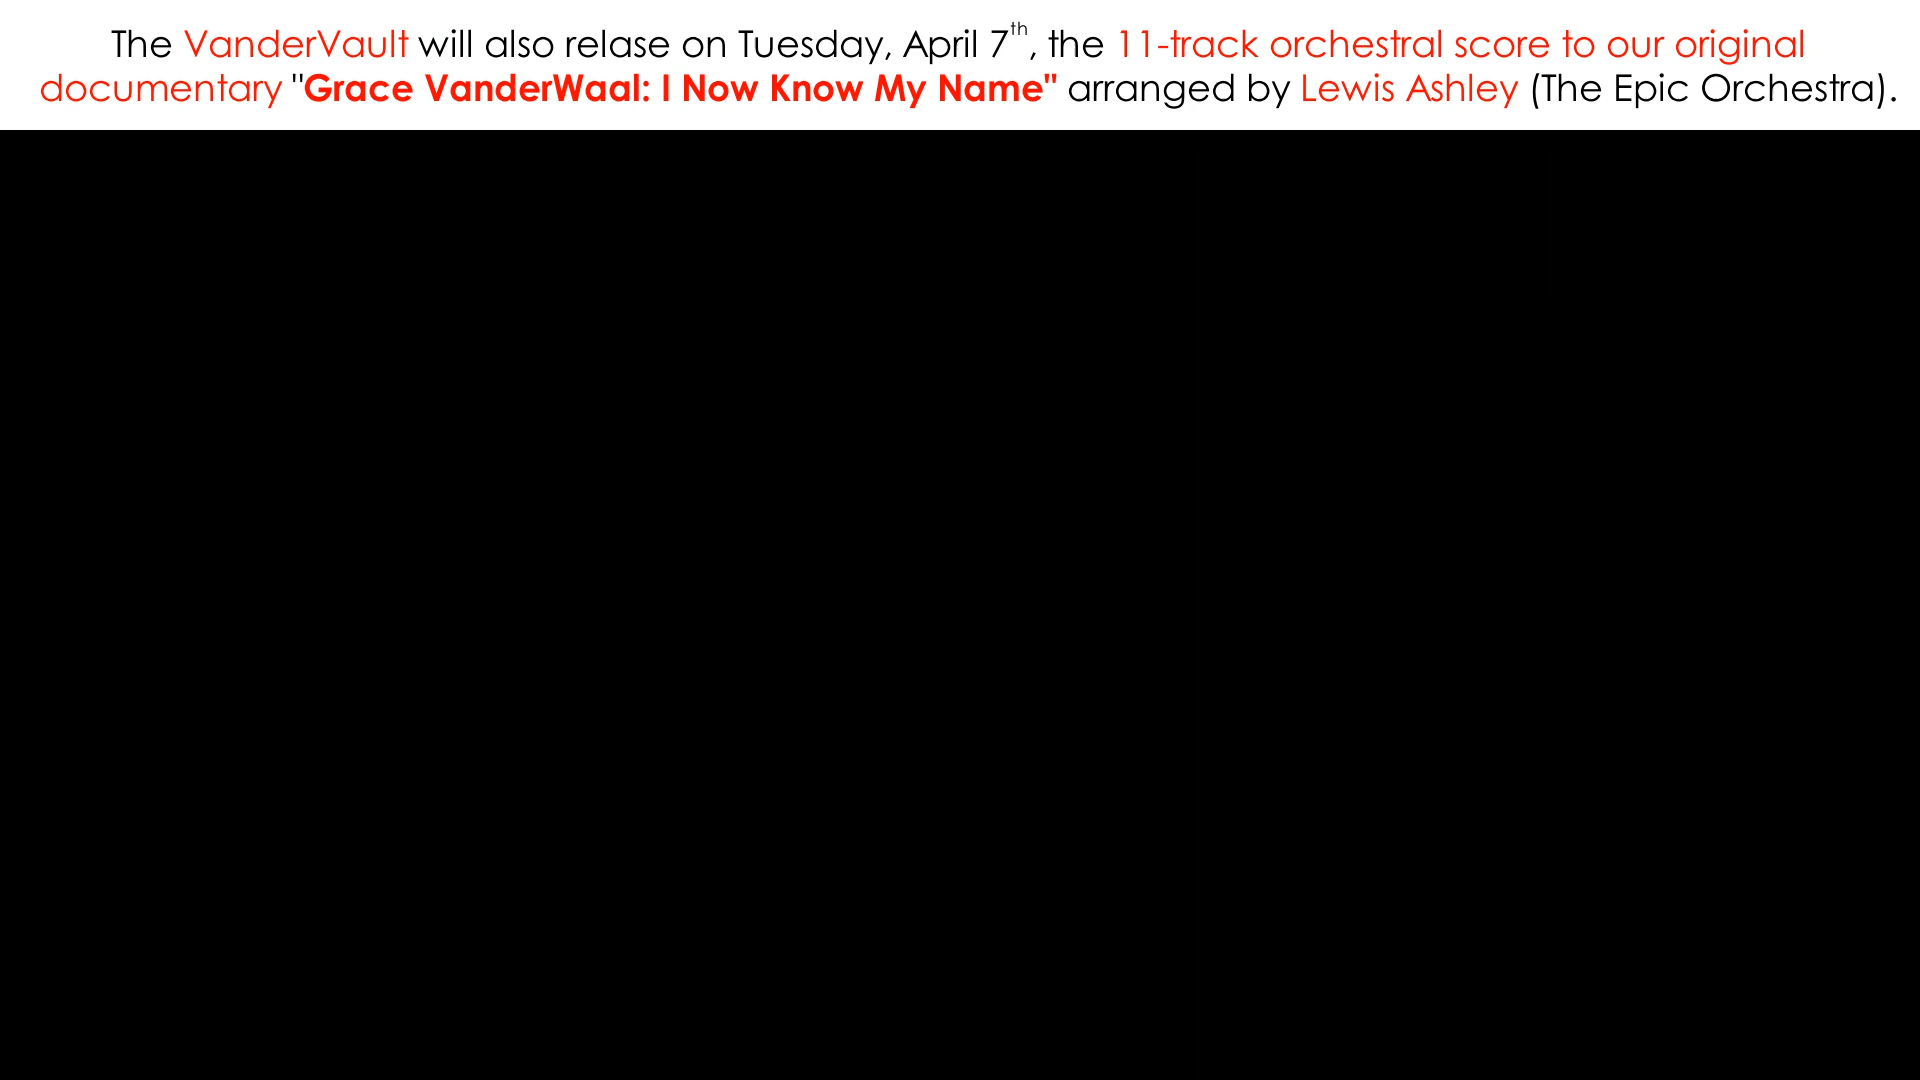 The VanderVault will also relase on Tuesday, April 7th, the 11-track orchestral score to our original
documentary "Grace VanderWaal: I Now Know My Name" arranged by Lewis Ashley (The Epic Orchestra).